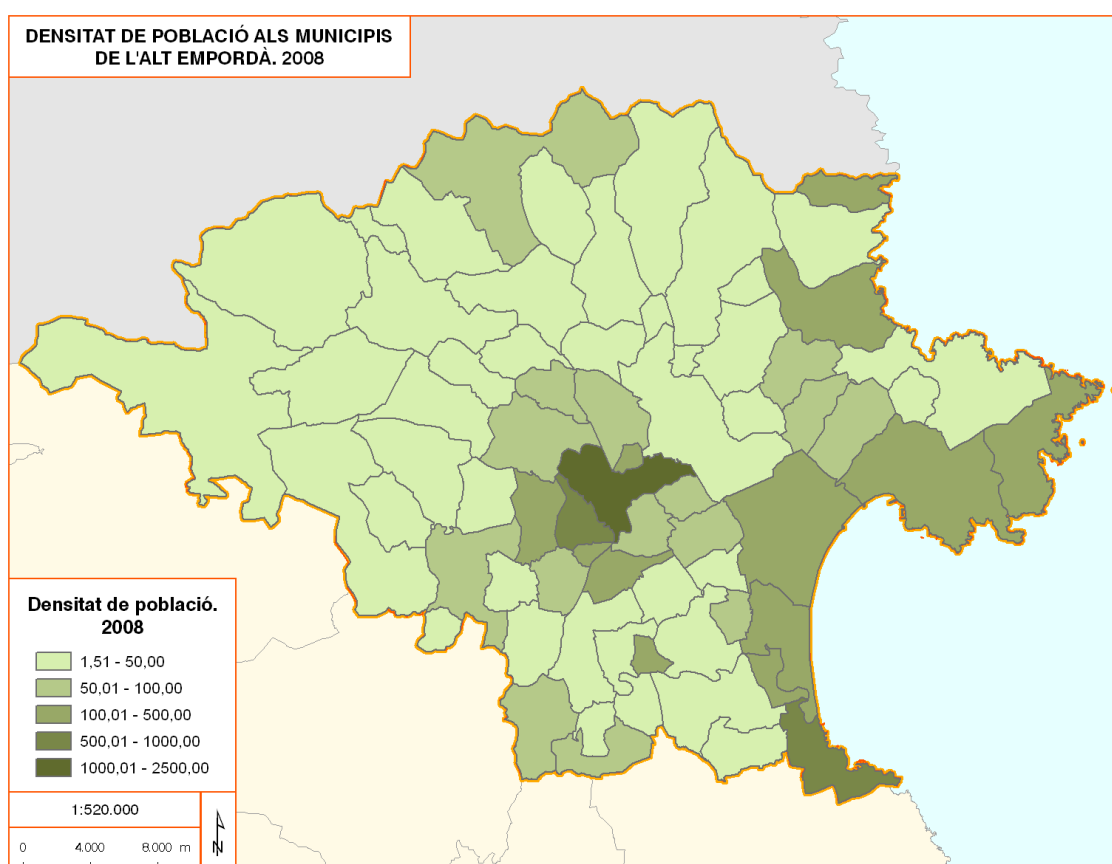 DENSITAT DE POBLACIÓ ALS MUNICIPIS
DE L'ALT EMPORDÀ. 2008
Densitat de població.
2008
1,51 - 50,00
50,01 - 100,00
100,01 - 500,00
500,01 - 1000,00
1000,01 - 2500,00
1:520.000
N
0 4.000 8.000 m